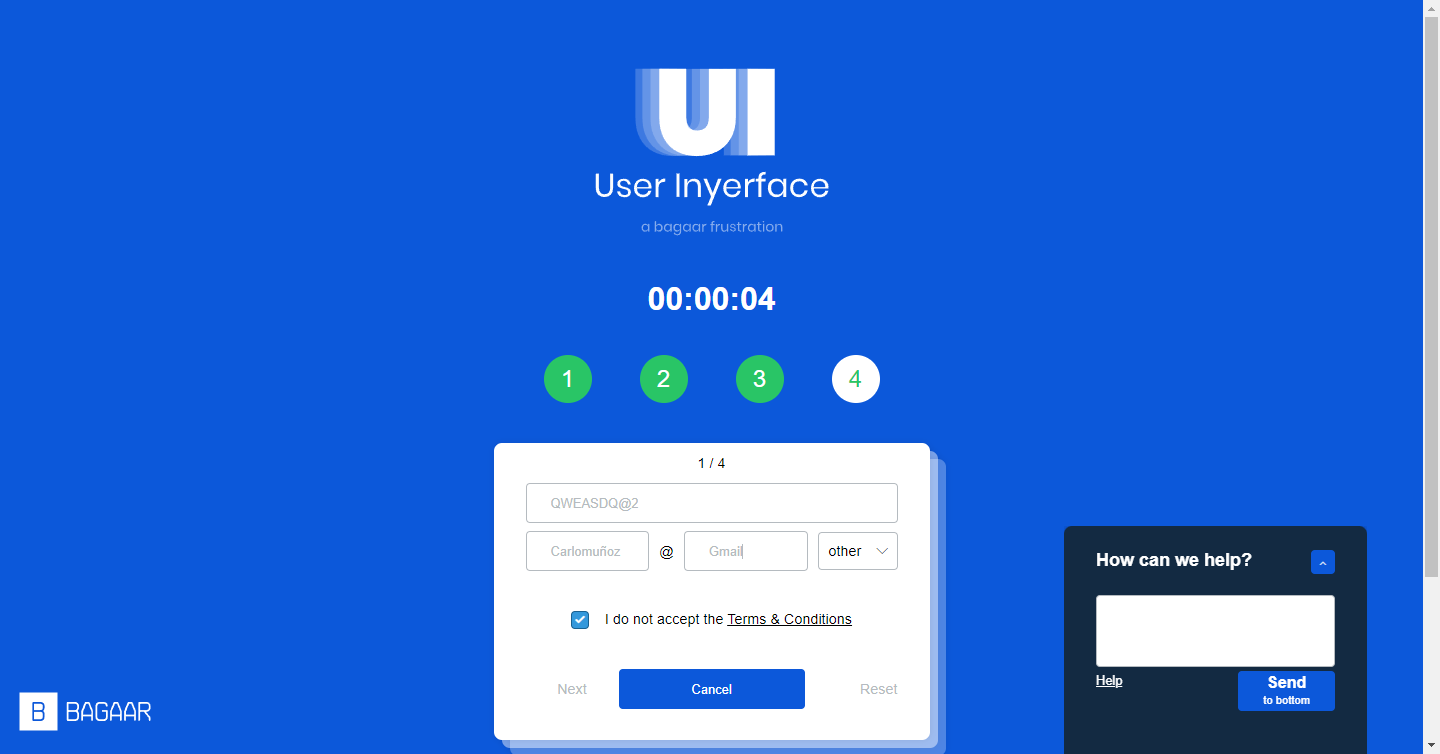 UI
User Inyerface
a bagaar frustration
00:00:04
1 2 3 4
1 / 4
QWEASDQ@2
Carlomuñoz @ Gmail other
I do not accept the Terms & Conditions
Next Cancel Reset
How can we help?
Help
Send
to bottom
B BAGAAR